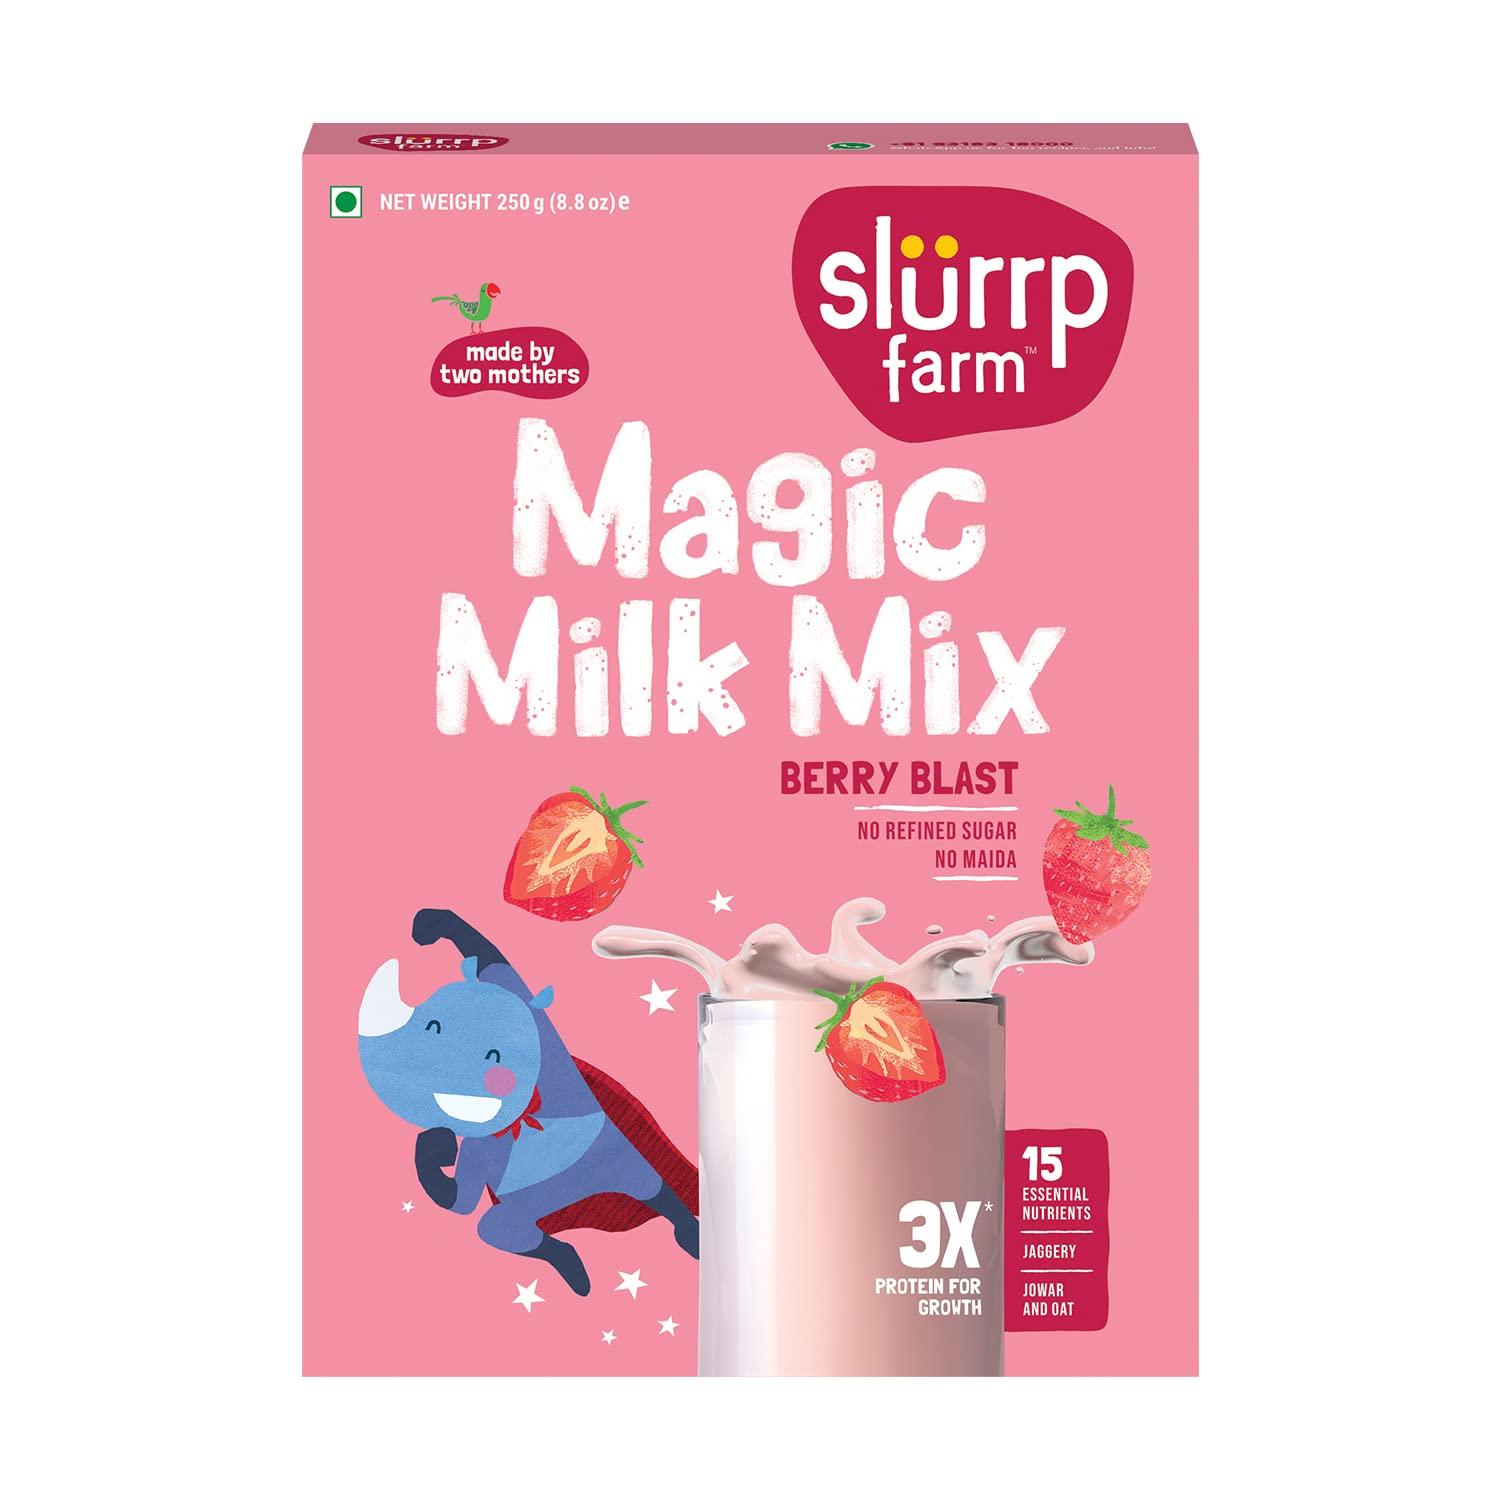 slürrp
farm
NET WEIGHT 250 g (8.8 oz) e
slürrp
farm™
made by
two mothers
Magic
Milk Mix
BERRY BLAST
NO REFINED SUGAR
NO MAIDA
3X*
PROTEIN FOR
GROWTH
15
ESSENTIAL
NUTRIENTS
JAGGERY
JOWAR
AND OAT